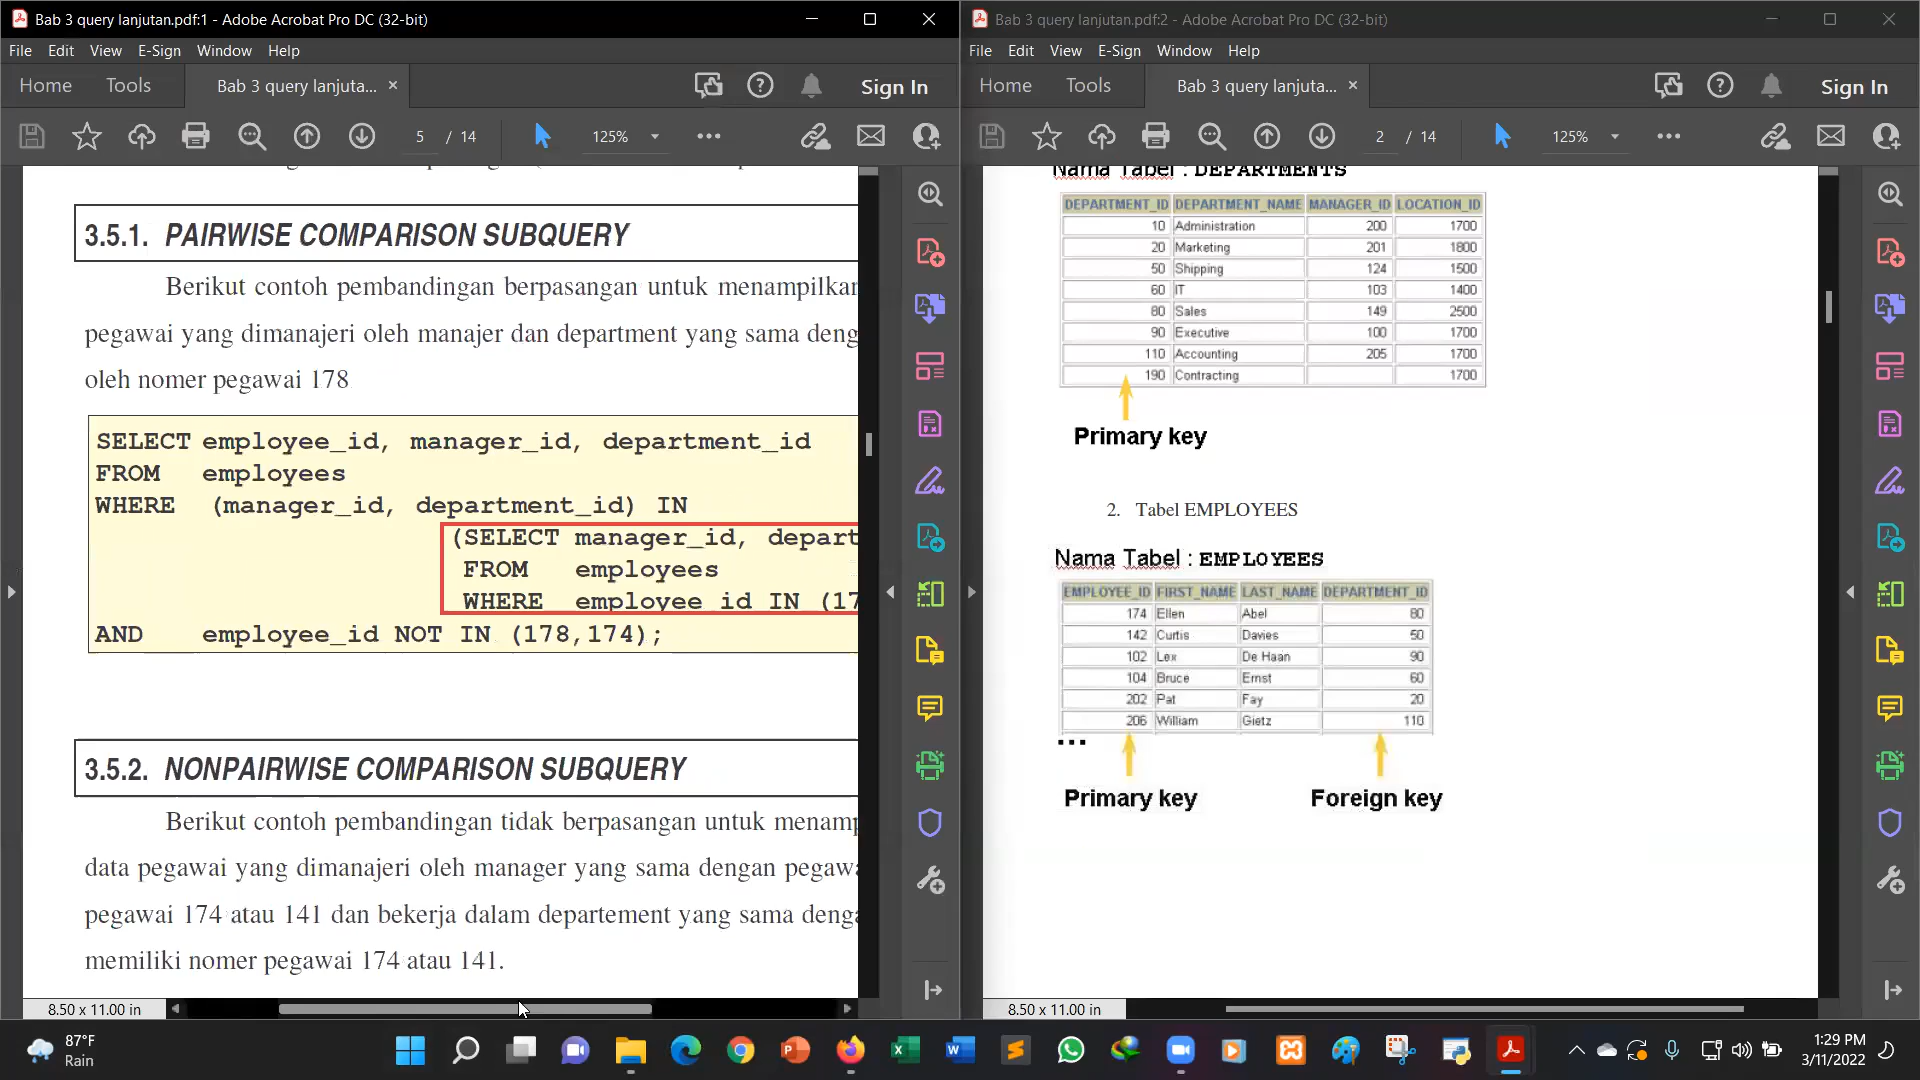 Bab 3 query lanjutan.pdf:1 - Adobe Acrobat Pro DC (32-bit)
File Edit View E-Sign Window Help
Home Tools Bab 3 query lanjuta... × Sign In
5 / 14 125%
3.5.1. PAIRWISE COMPARISON SUBQUERY
Berikut contoh pembandingan berpasangan untuk menampilkan
pegawai yang dimanajeri oleh manajer dan department yang sama deng
oleh nomer pegawai 178
SELECT employee_id, manager_id, department_id
FROM employees
WHERE (manager_id, department_id) IN
(SELECT manager_id, depart
FROM employees
WHERE employee_id IN (17
AND employee_id NOT IN (178,174);
3.5.2. NONPAIRWISE COMPARISON SUBQUERY
Berikut contoh pembandingan tidak berpasangan untuk menamp
data pegawai yang dimanajeri oleh manager yang sama dengan pegawa
pegawai 174 atau 141 dan bekerja dalam departement yang sama denga
memiliki nomer pegawai 174 atau 141.
8.50 x 11.00 in
Bab 3 query lanjutan.pdf:2 - Adobe Acrobat Pro DC (32-bit)
File Edit View E-Sign Window Help
Home Tools Bab 3 query lanjuta... × Sign In
2 / 14 125%
Nama Tabel : DEPARTMENTS
DEPARTMENT_ID DEPARTMENT_NAME MANAGER_ID LOCATION_ID
10 Administration 200 1700
20 Marketing 201 1800
50 Shipping 124 1500
60 IT 103 1400
80 Sales 149 2500
90 Executive 100 1700
110 Accounting 205 1700
190 Contracting 1700
Primary key
2. Tabel EMPLOYEES
Nama Tabel : EMPLOYEES
EMPLOYEE_ID FIRST_NAME LAST_NAME DEPARTMENT_ID
174 Ellen Abel 80
142 Curtis Davies 50
102 Lex De Haan 90
104 Bruce Ernst 60
202 Pat Fay 20
206 William Gietz 110
...
Primary key Foreign key
8.50 x 11.00 in
87°F
Rain
1:29 PM
3/11/2022